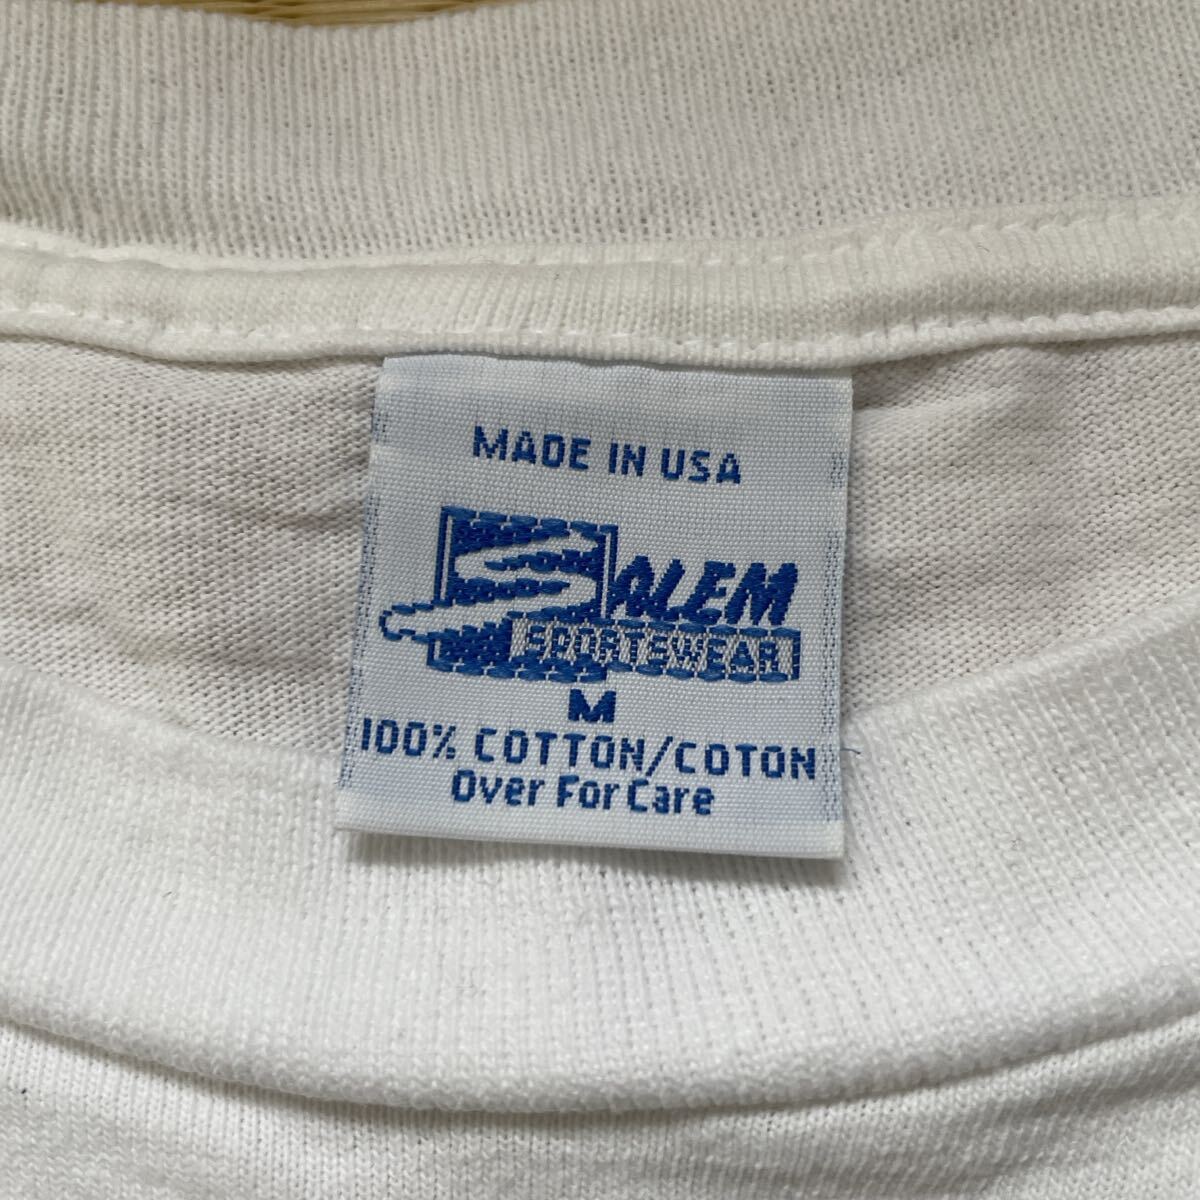 MADE IN USA
SALEM
SPORTSWEAR
M
100% COTTON/COTON
Over For Care